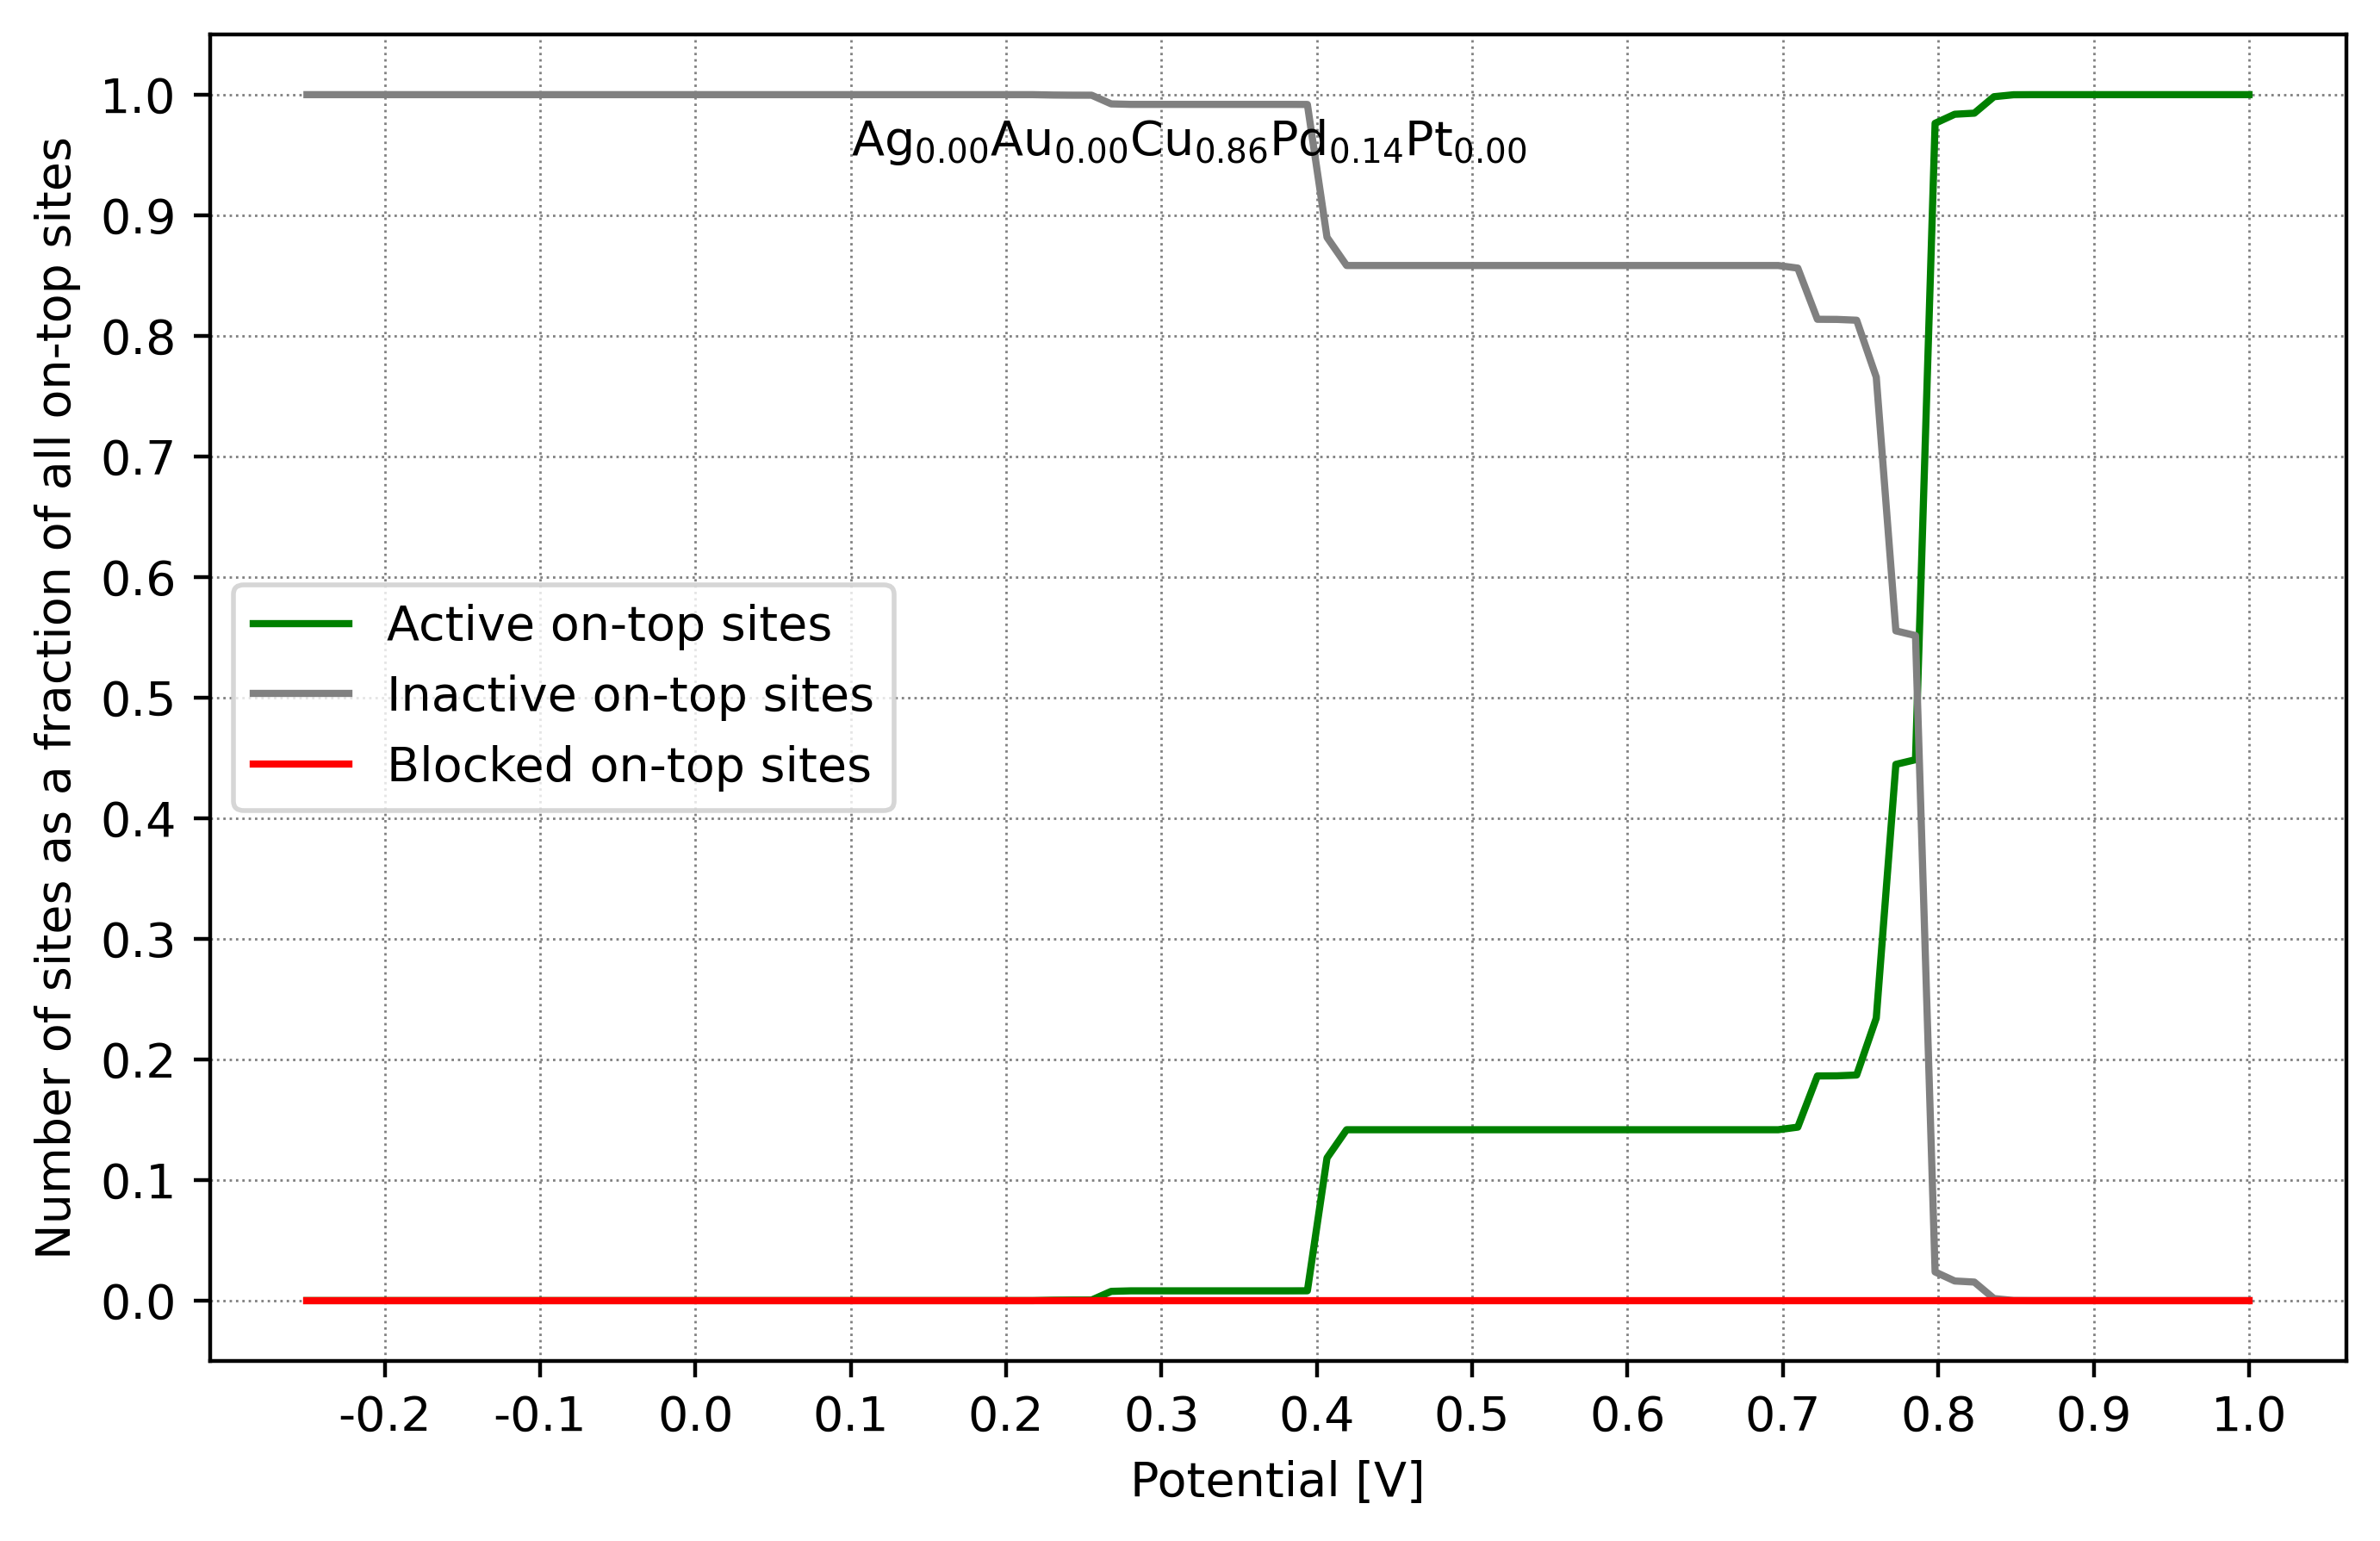 Number of sites as a fraction of all on-top sites
1.0
0.9
0.8
0.7
0.6
0.5
0.4
0.3
0.2
0.1
0.0
Ag0.00Au0.00Cu0.86Pd0.14Pt0.00
Active on-top sites
Inactive on-top sites
Blocked on-top sites
-0.2 -0.1 0.0 0.1 0.2 0.3 0.4 0.5 0.6 0.7 0.8 0.9 1.0
Potential [V]